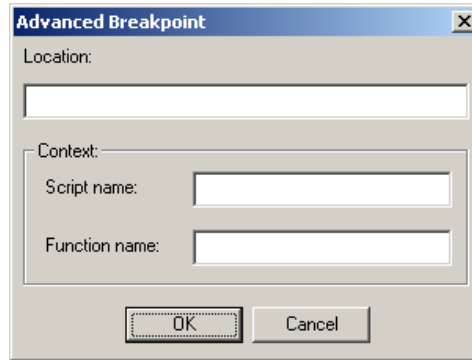 Advanced Breakpoint
Location:
Context:
Script name:
Function name:
OK Cancel